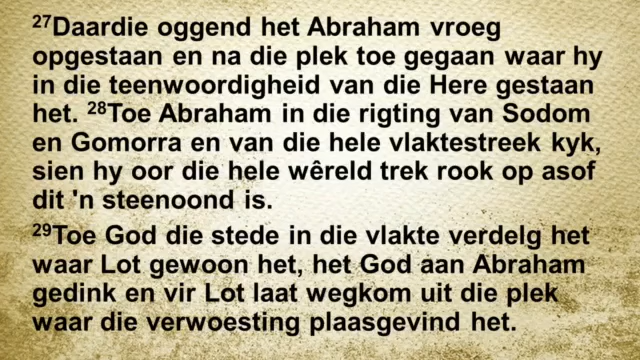 ²⁷Daardie oggend het Abraham vroeg
opgestaan en na die plek toe gegaan waar hy
in die teenwoordigheid van die Here gestaan
het. ²⁸Toe Abraham in die rigting van Sodom
en Gomorra en van die hele vlaktestreek kyk,
sien hy oor die hele wêreld trek rook op asof
dit 'n steenoond is.
²⁹Toe God die stede in die vlakte verdelg het
waar Lot gewoon het, het God aan Abraham
gedink en vir Lot laat wegkom uit die plek
waar die verwoesting plaasgevind het.